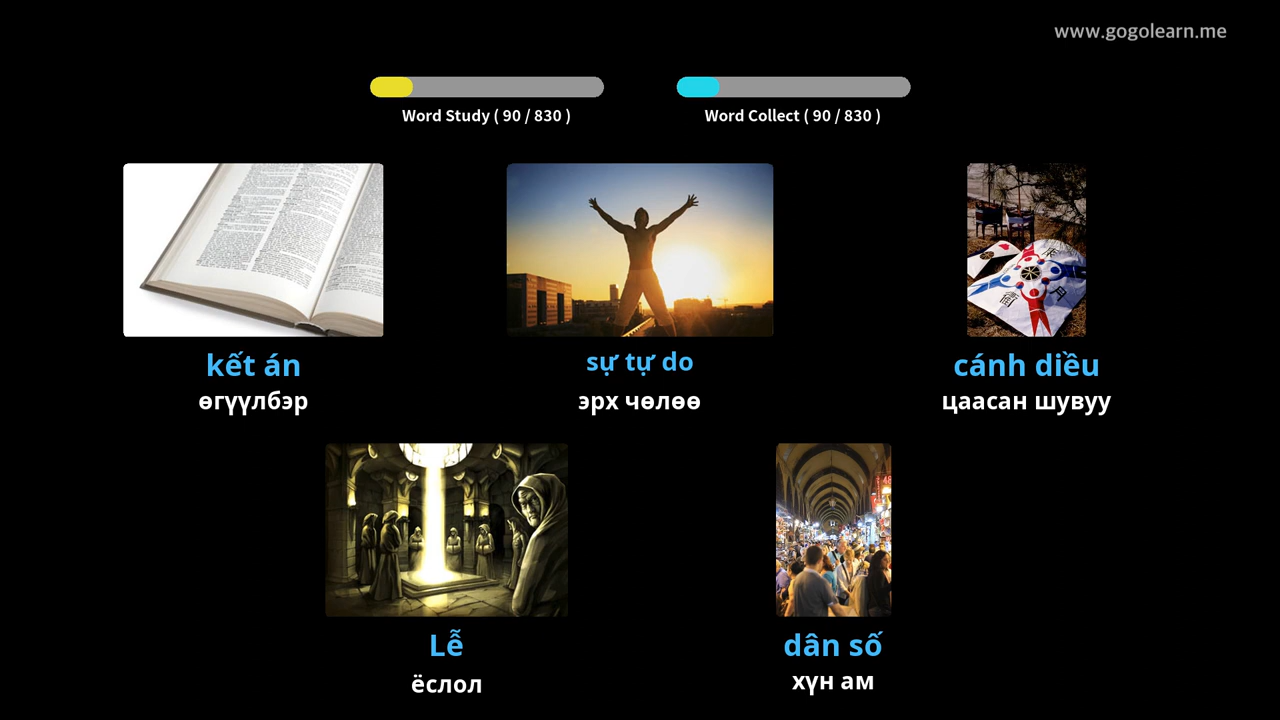 www.gogolearn.me
Word Study ( 90 / 830 )
Word Collect ( 90 / 830 )
kết án
өгүүлбэр
sự tự do
эрх чөлөө
cánh diều
цаасан шувуу
Lễ
ёслол
dân số
хүн ам